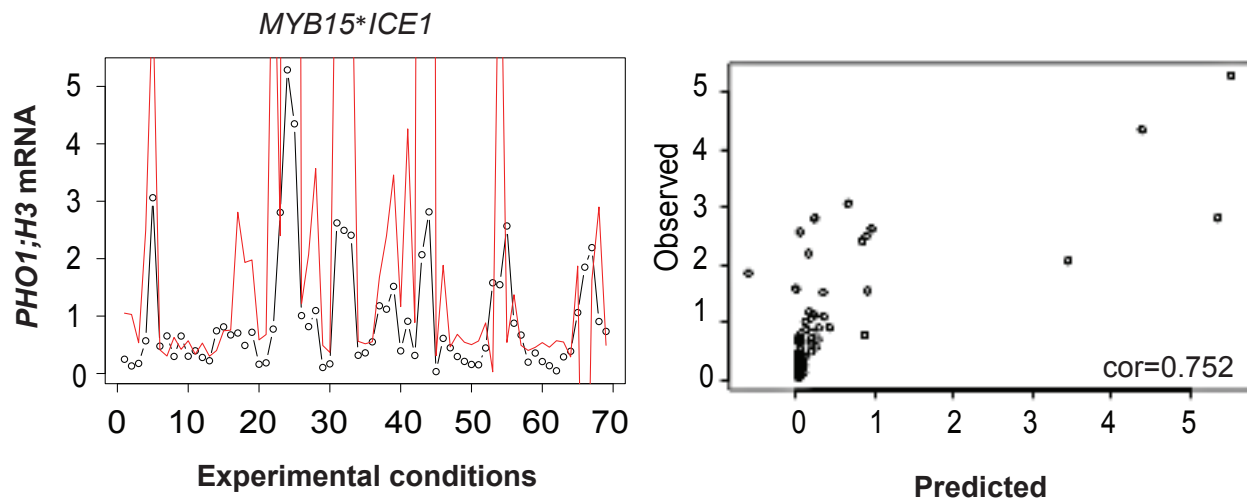 MYB15*ICE1
PHO1;H3 mRNA
5
4
3
2
1
0
0 10 20 30 40 50 60 70
Experimental conditions
Observed
5
4
3
2
1
0
cor=0.752
0 1 2 3 4 5
Predicted